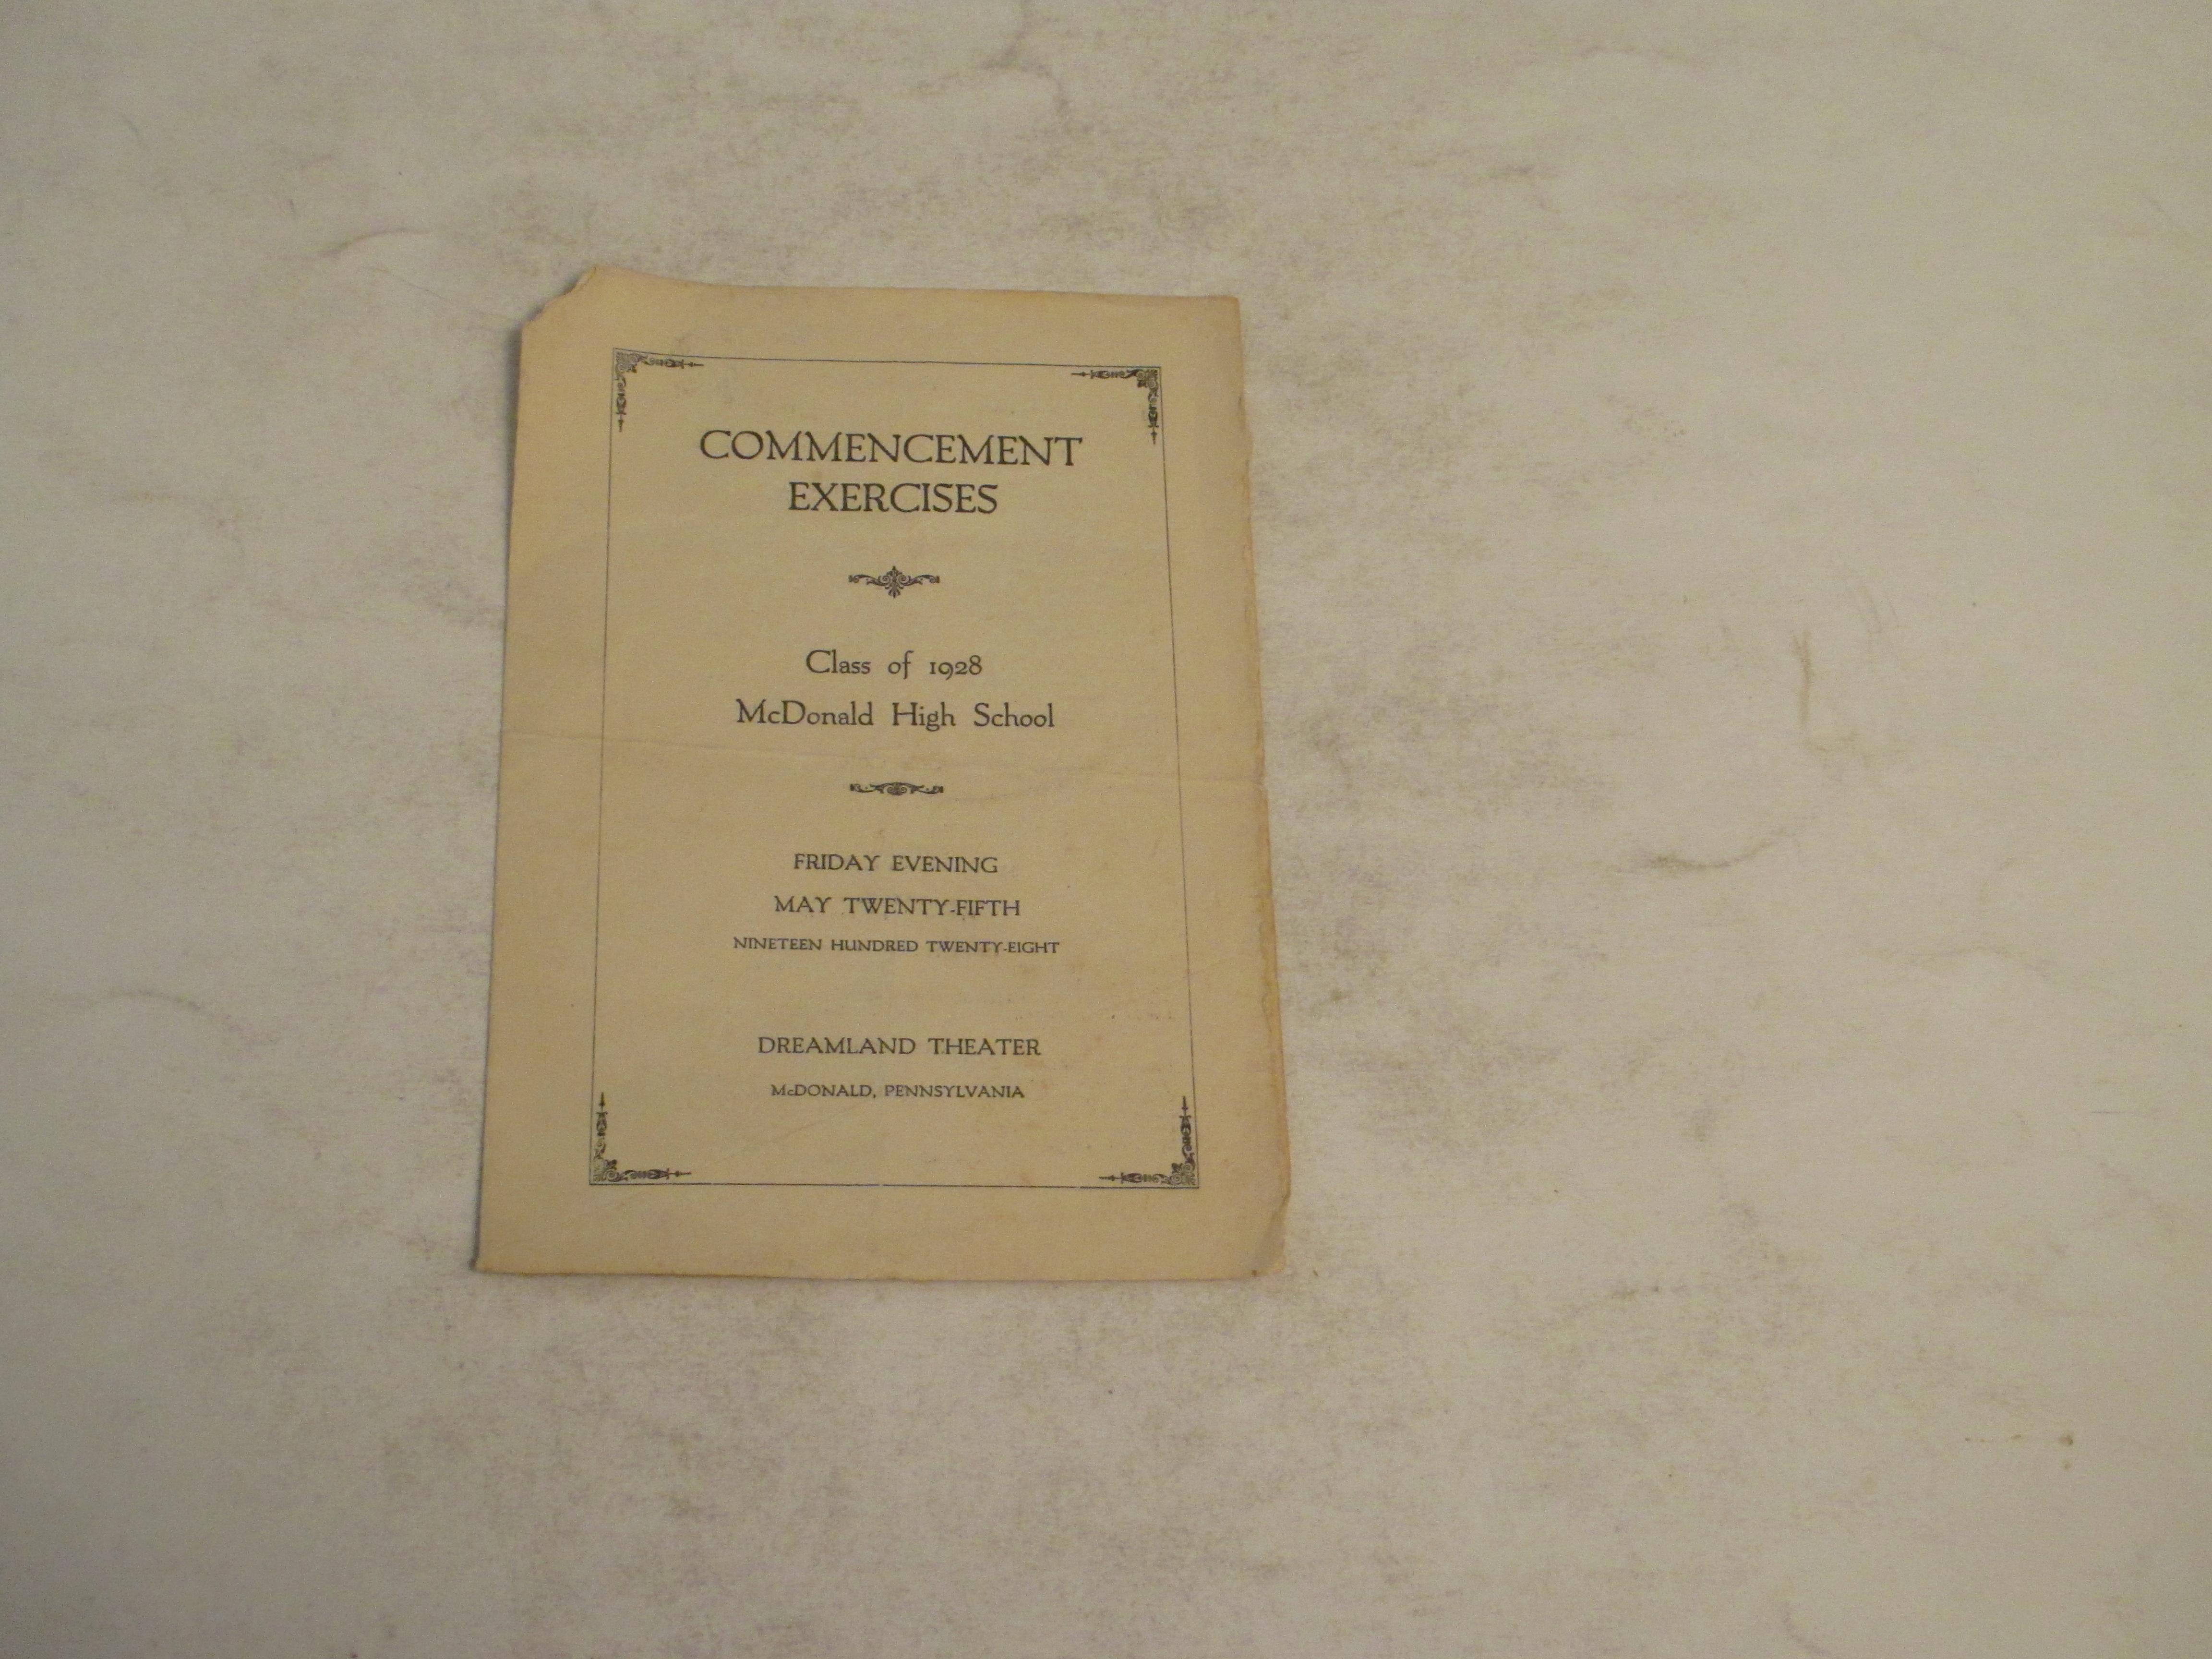 COMMENCEMENT
EXERCISES
Class of 1928
McDonald High School
FRIDAY EVENING
MAY TWENTY-FIFTH
NINETEEN HUNDRED TWENTY-EIGHT
DREAMLAND THEATER
McDONALD, PENNSYLVANIA